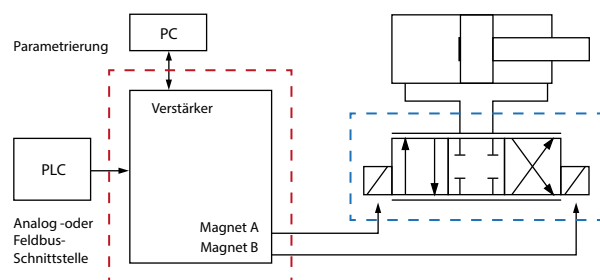 Parametrierung
PC
Verstärker
PLC
Analog -oder
Feldbus-
Schnittstelle
Magnet A
Magnet B